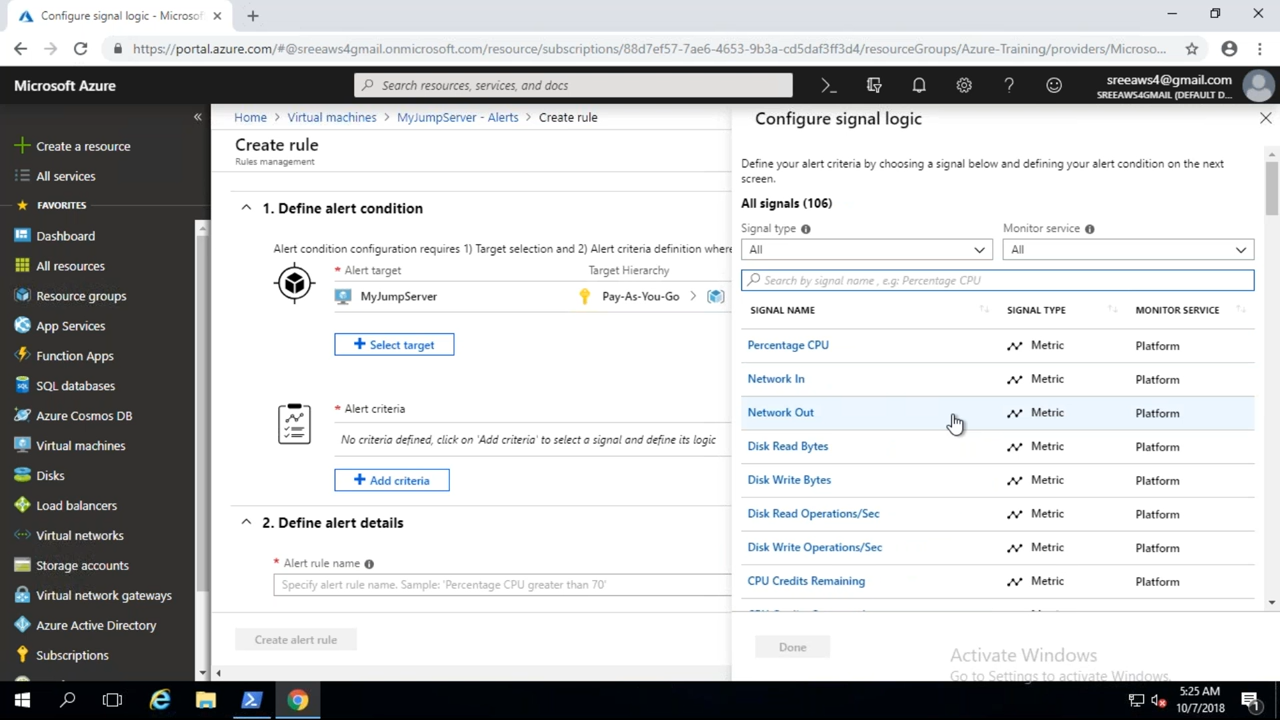 Configure signal logic - Microsof
https://portal.azure.com/#@sreeaws4gmail.onmicrosoft.com/resource/subscriptions/88d7ef57-7ae6-4653-9b3a-cd5daf3ff3d4/resourceGroups/Azure-Training/providers/Microso...
Microsoft Azure
Search resources, services, and docs
sreeaws4@gmail.com
SREEAWS4GMAIL (DEFAULT D...
Create a resource
All services
FAVORITES
Dashboard
All resources
Resource groups
App Services
Function Apps
SQL databases
Azure Cosmos DB
Virtual machines
Disks
Load balancers
Virtual networks
Storage accounts
Virtual network gateways
Azure Active Directory
Subscriptions
Home > Virtual machines > MyJumpServer - Alerts > Create rule
Create rule
Rules management
1. Define alert condition
Alert condition configuration requires 1) Target selection and 2) Alert criteria definition where
* Alert target Target Hierarchy
MyJumpServer Pay-As-You-Go >
+ Select target
* Alert criteria
No criteria defined, click on 'Add criteria' to select a signal and define its logic
+ Add criteria
2. Define alert details
* Alert rule name
Specify alert rule name. Sample: 'Percentage CPU greater than 70'
Create alert rule
Configure signal logic
Define your alert criteria by choosing a signal below and defining your alert condition on the next
screen.
All signals (106)
Signal type Monitor service
All All
Search by signal name , e.g: Percentage CPU
SIGNAL NAME SIGNAL TYPE MONITOR SERVICE
Percentage CPU Metric Platform
Network In Metric Platform
Network Out Metric Platform
Disk Read Bytes Metric Platform
Disk Write Bytes Metric Platform
Disk Read Operations/Sec Metric Platform
Disk Write Operations/Sec Metric Platform
CPU Credits Remaining Metric Platform
Done
Activate Windows
Go to Settings to activate Windows.
5:25 AM
10/7/2018
1